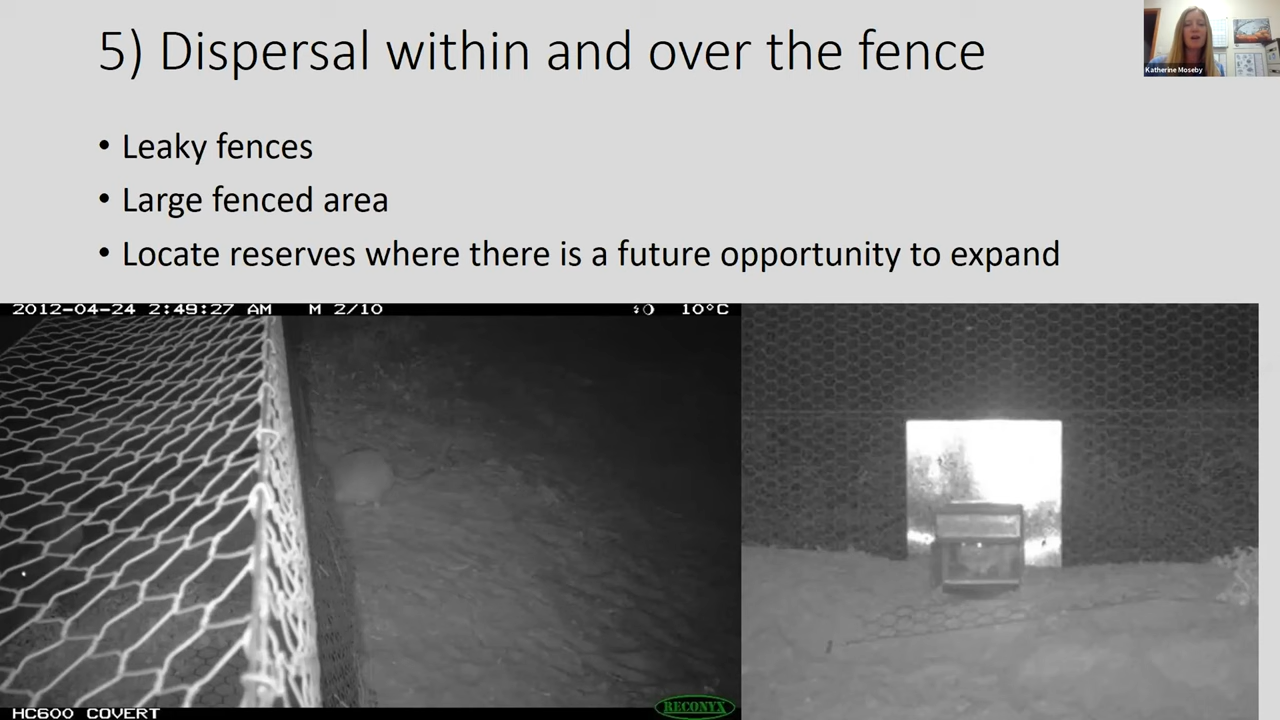 5) Dispersal within and over the fence
Katherine Moseby
• Leaky fences
• Large fenced area
• Locate reserves where there is a future opportunity to expand
2012-04-24 2:49:27 AM M 2/10 10°C
HC600 COVERT
RECONYX